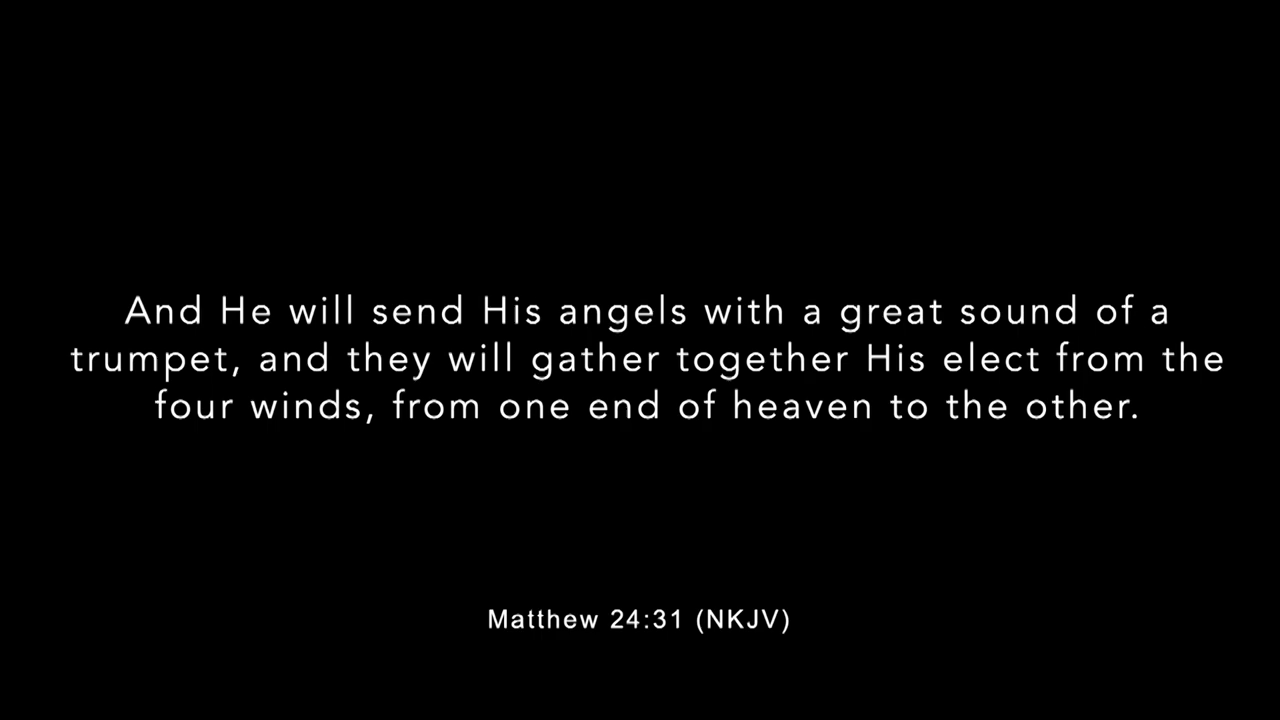 And He will send His angels with a great sound of a
trumpet, and they will gather together His elect from the
four winds, from one end of heaven to the other.
Matthew 24:31 (NKJV)